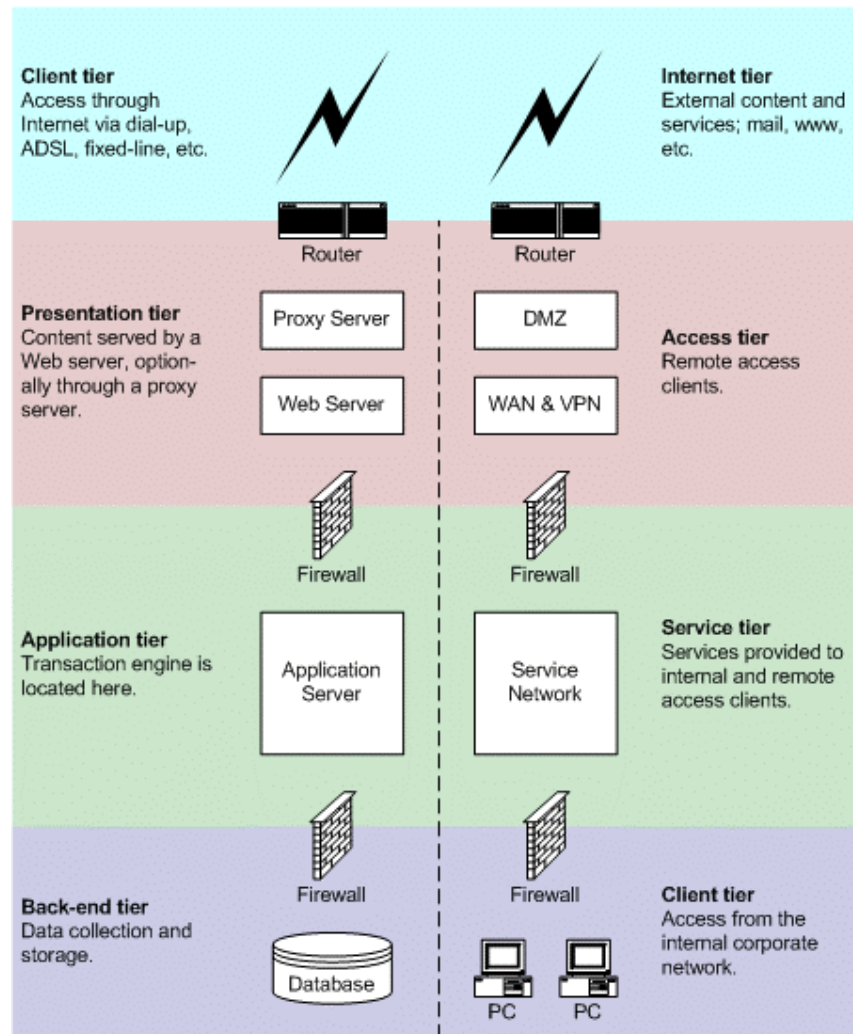 Client tier
Access through
Internet via dial-up,
ADSL, fixed-line, etc.
Internet tier
External content and
services; mail, www,
etc.
Router
Router
Presentation tier
Content served by a
Web server, option-
ally through a proxy
server.
Proxy Server
Web Server
DMZ
WAN & VPN
Access tier
Remote access
clients.
Firewall
Firewall
Application tier
Transaction engine is
located here.
Application
Server
Service
Network
Service tier
Services provided to
internal and remote
access clients.
Firewall
Firewall
Back-end tier
Data collection and
storage.
Database
PC
PC
Client tier
Access from the
internal corporate
network.